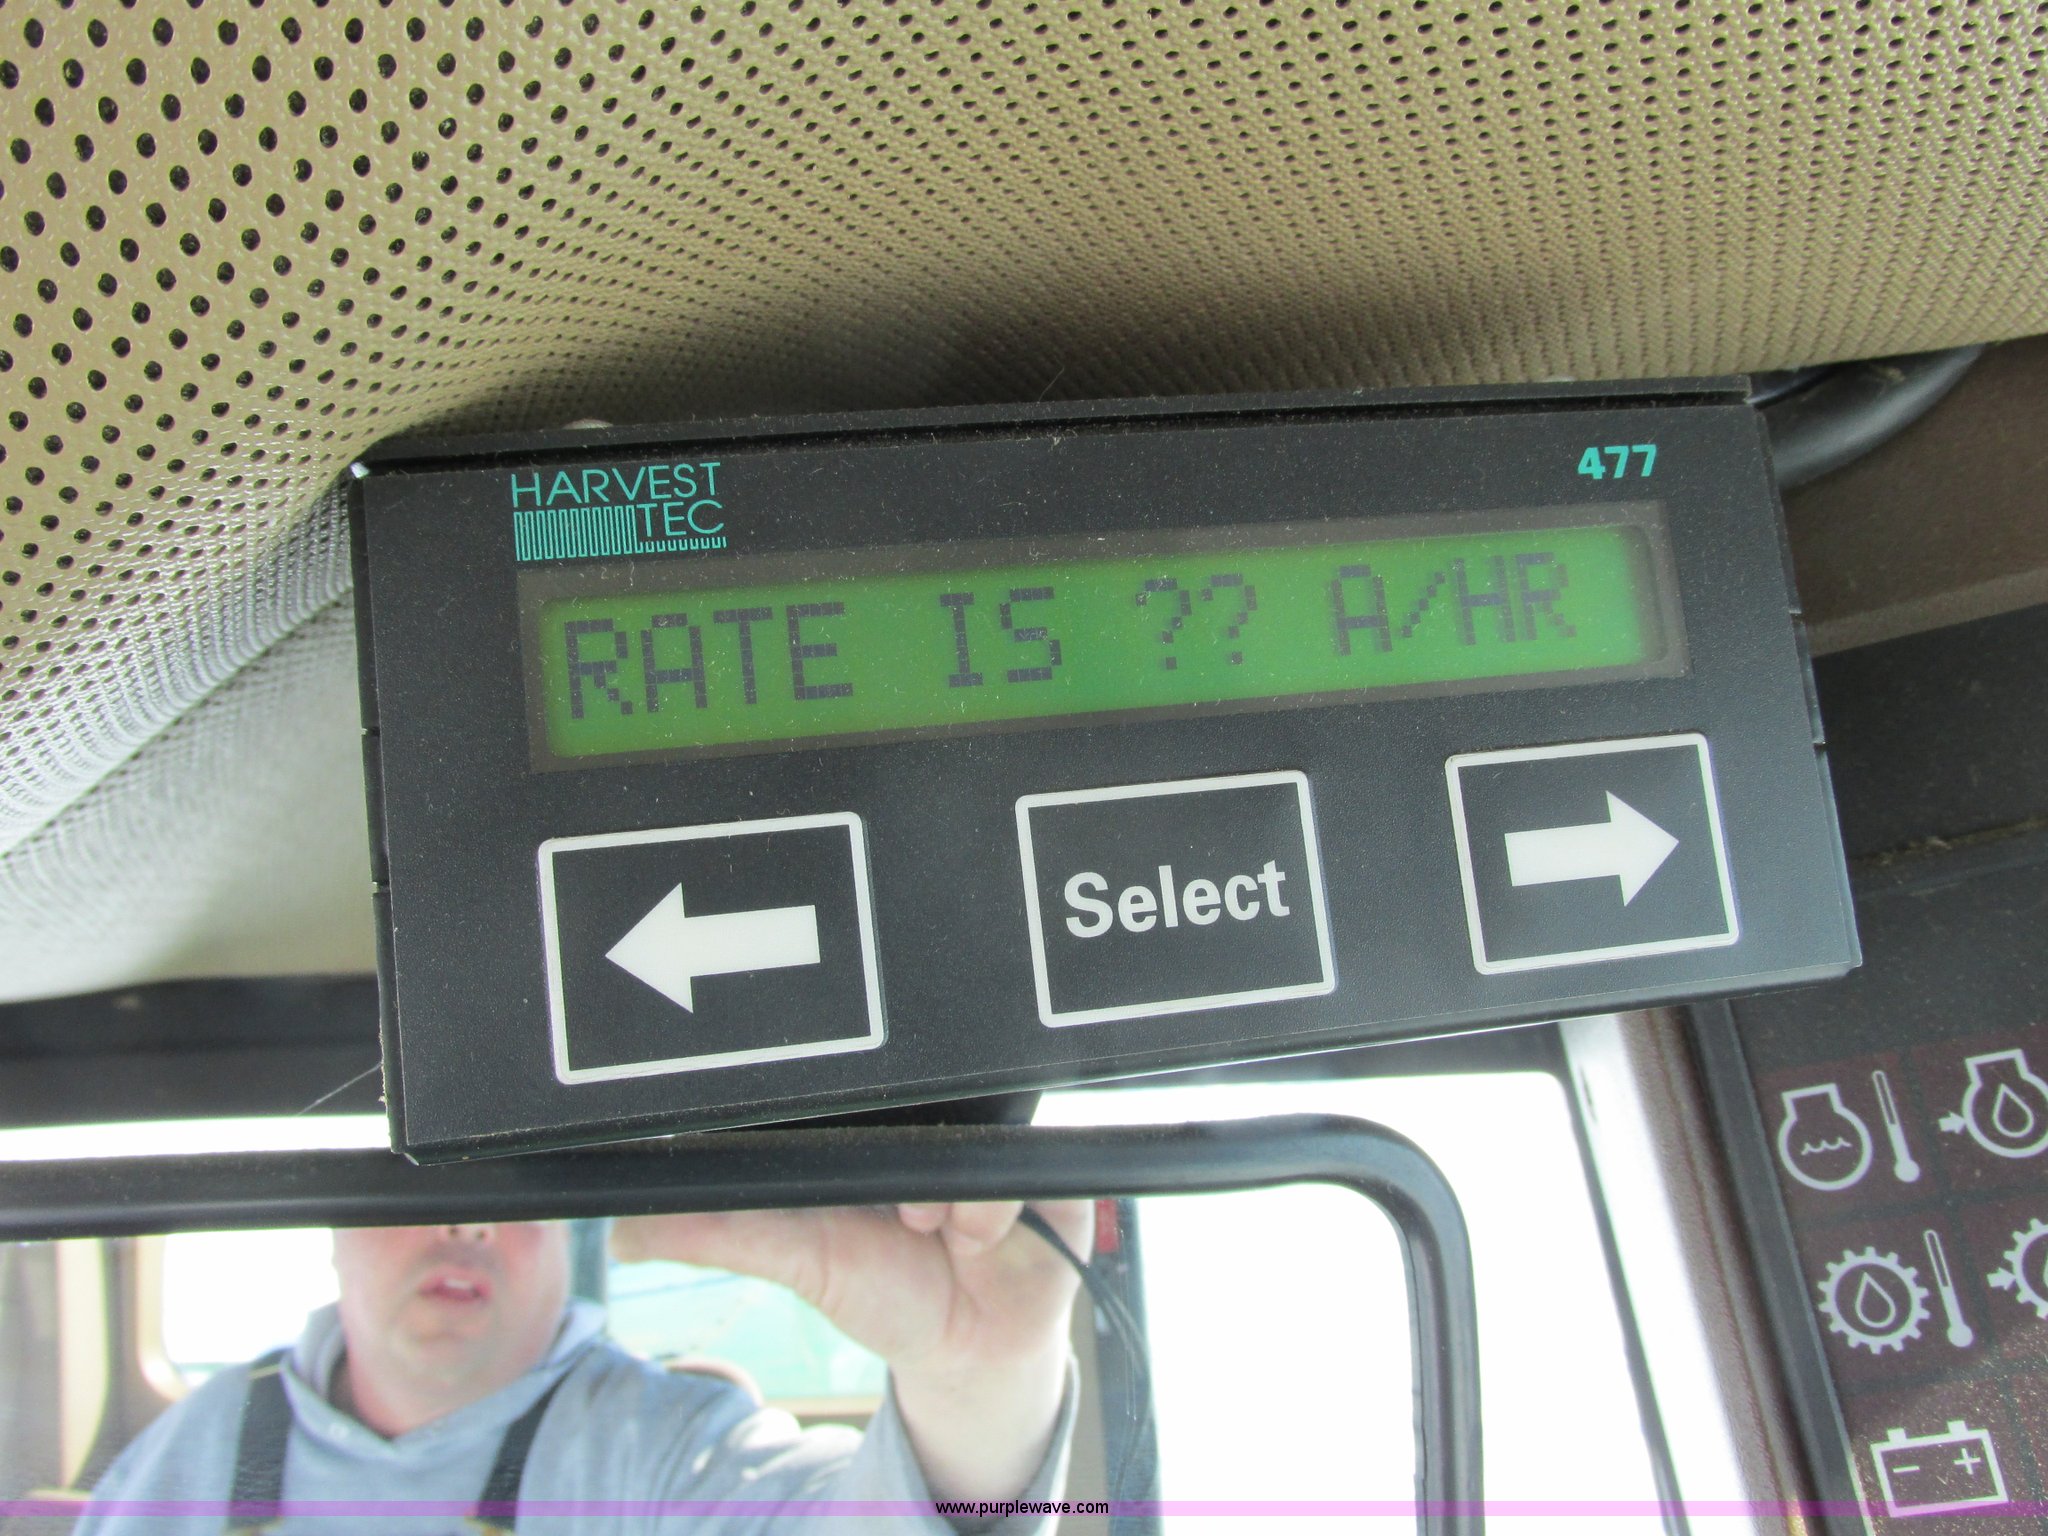 HARVEST
TEC
477
RATE IS ?? A/HR
Select
www.purplewave.com